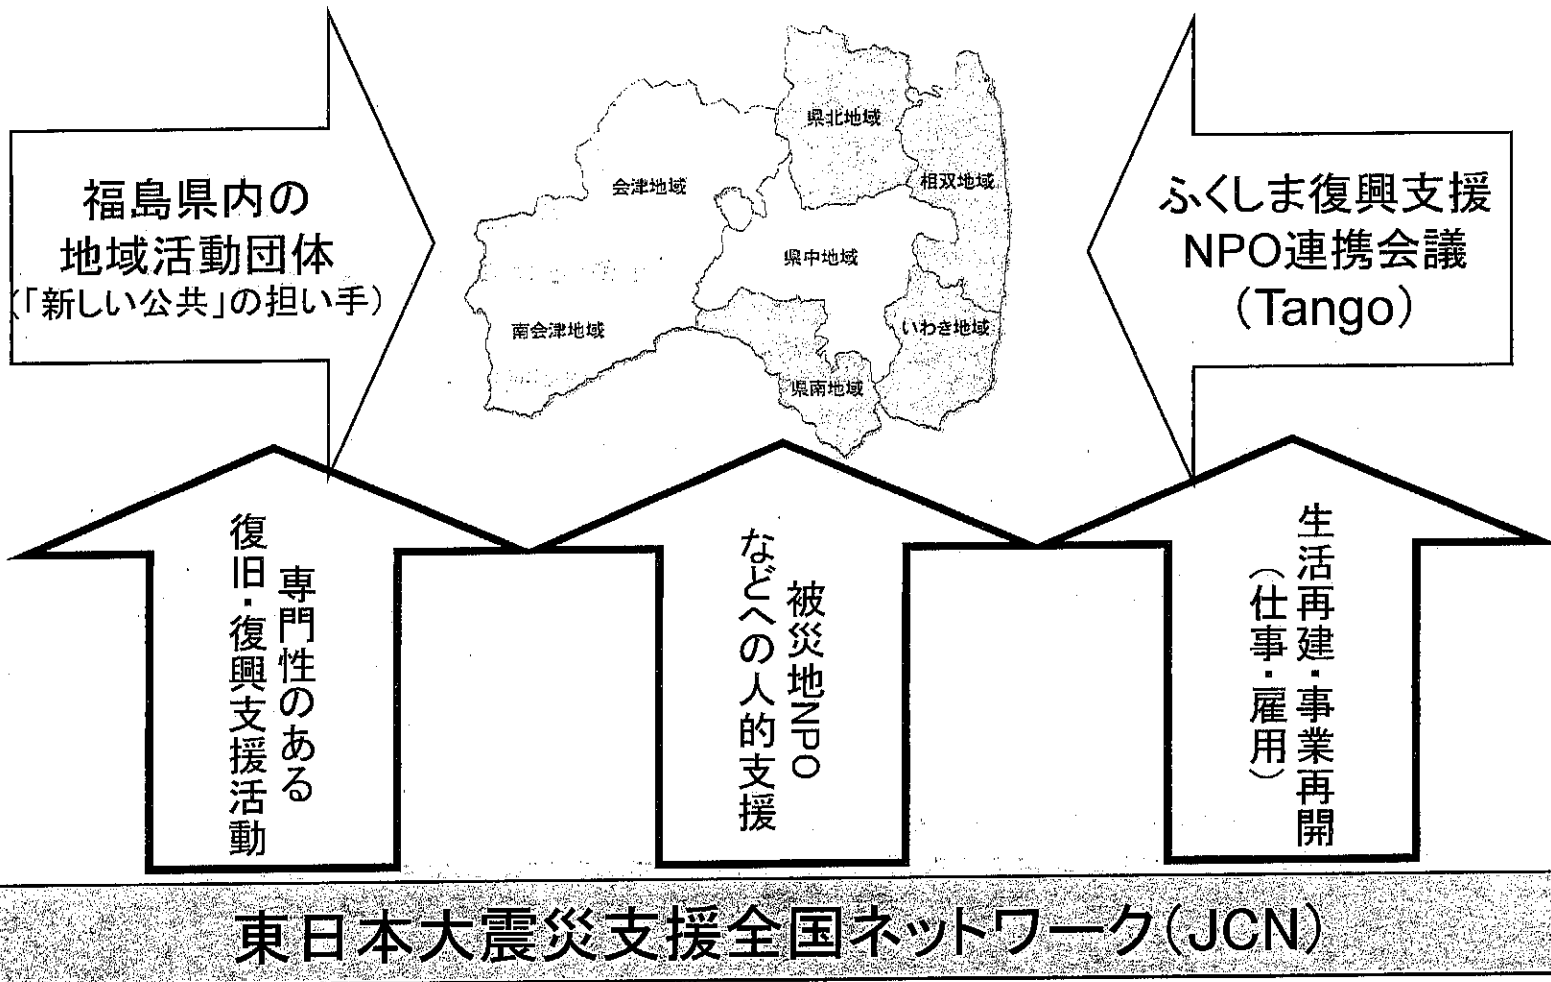 福島県内の
地域活動団体
(「新しい公共」の担い手)
県北地域
会津地域
相双地域
県中地域
南会津地域
いわき地域
県南地域
ふくしま復興支援
NPO連携会議
(Tango)
専門性のある
復旧・復興支援活動
被災地NPO
などへの人的支援
生活再建・事業再開
(仕事・雇用)
東日本大震災支援全国ネットワーク(JCN)